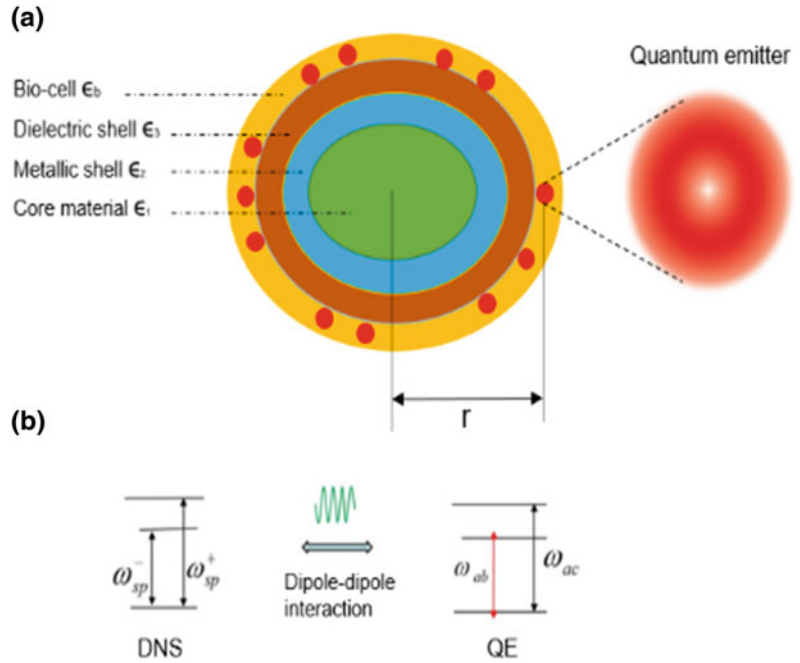 (a)
Quantum emitter
Bio-cell ϵb
Dielectric shell ϵ3
Metallic shell ϵ2
Core material ϵ1
r
(b)
ω⁻sp
ω⁺sp
Dipole-dipole
interaction
ωab
ωac
DNS
QE